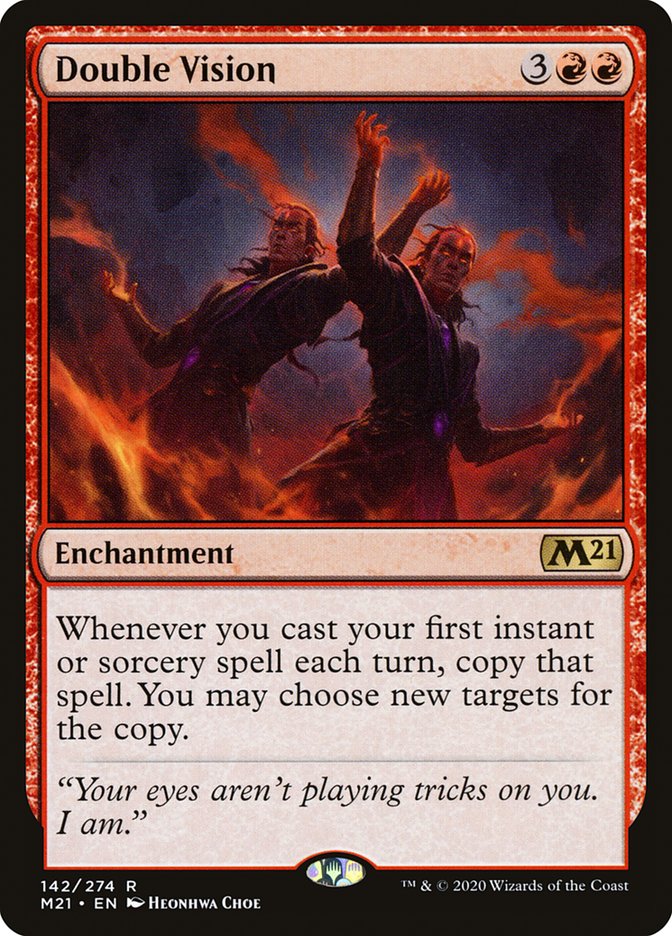 Double Vision 3
Enchantment M21
Whenever you cast your first instant
or sorcery spell each turn, copy that
spell. You may choose new targets for
the copy.
“Your eyes aren’t playing tricks on you.
I am.”
142/274 R
M21 • EN Heonhwa Choe
™ & © 2020 Wizards of the Coast